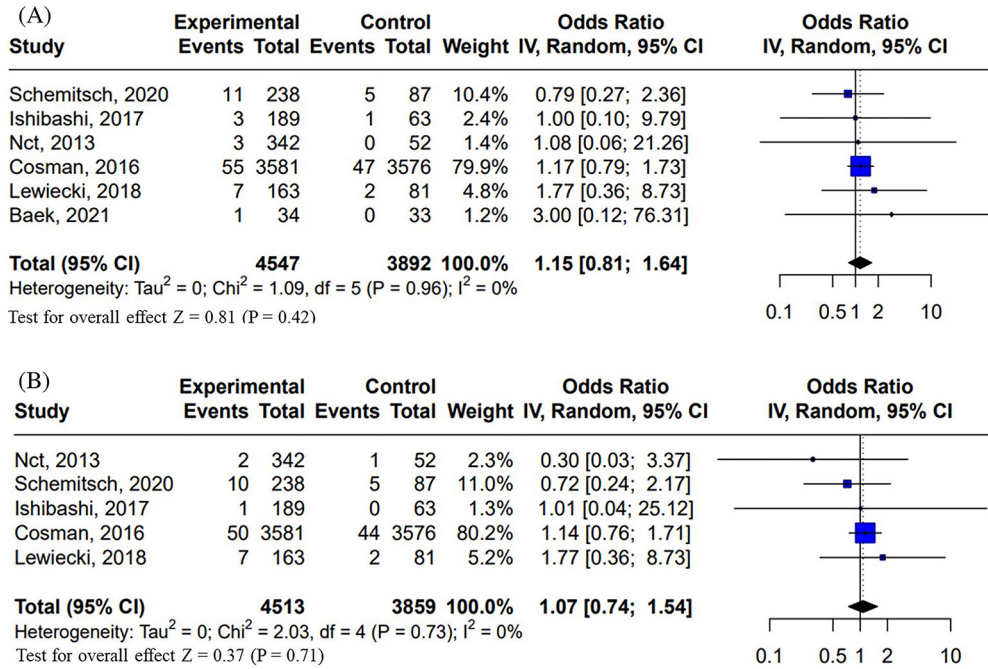 (A)
Experimental Control Odds Ratio Odds Ratio
Study Events Total Events Total Weight IV, Random, 95% CI IV, Random, 95% CI
Schemitsch, 2020 11 238 5 87 10.4% 0.79 [0.27; 2.36]
Ishibashi, 2017 3 189 1 63 2.4% 1.00 [0.10; 9.79]
Nct, 2013 3 342 0 52 1.4% 1.08 [0.06; 21.26]
Cosman, 2016 55 3581 47 3576 79.9% 1.17 [0.79; 1.73]
Lewiecki, 2018 7 163 2 81 4.8% 1.77 [0.36; 8.73]
Baek, 2021 1 34 0 33 1.2% 3.00 [0.12; 76.31]
Total (95% CI) 4547 3892 100.0% 1.15 [0.81; 1.64]
Heterogeneity: Tau² = 0; Chi² = 1.09, df = 5 (P = 0.96); I² = 0%
Test for overall effect Z = 0.81 (P = 0.42)
0.1 0.5 1 2 10
(B)
Experimental Control Odds Ratio Odds Ratio
Study Events Total Events Total Weight IV, Random, 95% CI IV, Random, 95% CI
Nct, 2013 2 342 1 52 2.3% 0.30 [0.03; 3.37]
Schemitsch, 2020 10 238 5 87 11.0% 0.72 [0.24; 2.17]
Ishibashi, 2017 1 189 0 63 1.3% 1.01 [0.04; 25.12]
Cosman, 2016 50 3581 44 3576 80.2% 1.14 [0.76; 1.71]
Lewiecki, 2018 7 163 2 81 5.2% 1.77 [0.36; 8.73]
Total (95% CI) 4513 3859 100.0% 1.07 [0.74; 1.54]
Heterogeneity: Tau² = 0; Chi² = 2.03, df = 4 (P = 0.73); I² = 0%
Test for overall effect Z = 0.37 (P = 0.71)
0.1 0.5 1 2 10